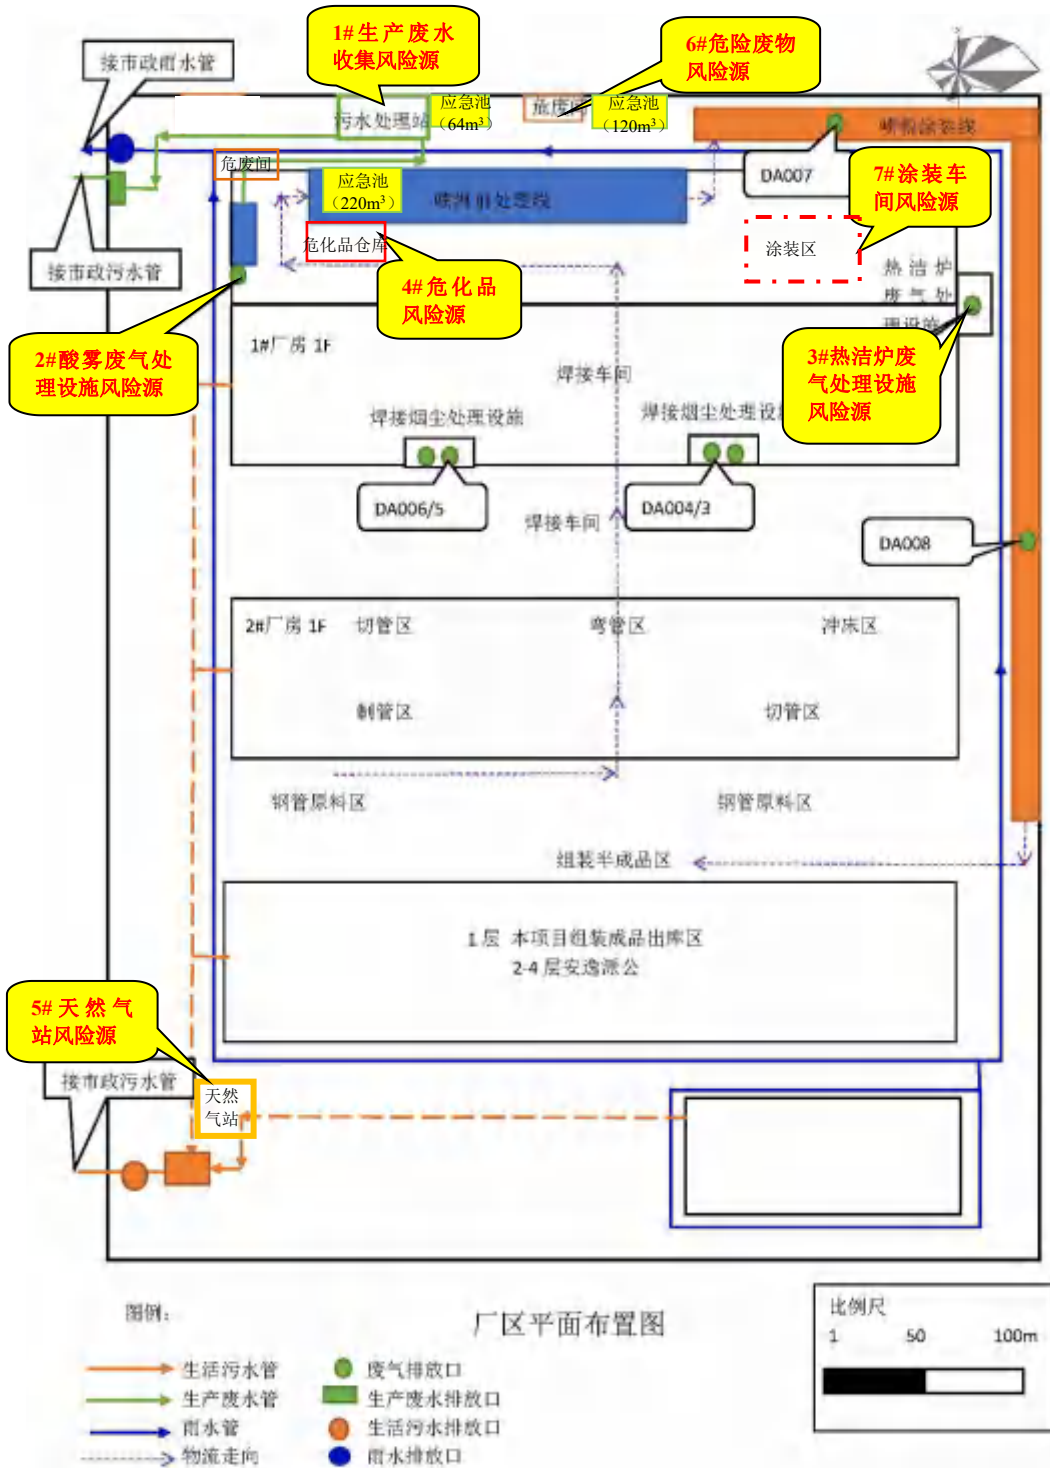 1#生产废水
收集风险源
6#危险废物
风险源
接市政雨水管
污水处理站
应急池
（64m³）
危废间
应急池
（120m³）
喷粉涂装线
危废间
DA007
7#涂装车
间风险源
应急池
（220m³）
处理线
危化品仓库
涂装区
接市政污水管
4#危化品
风险源
热洁炉
废气处
理设施
2#酸雾废气处
理设施风险源
1#厂房 1F
焊接车间
3#热洁炉废
气处理设施
风险源
焊接烟尘处理设施
焊接烟尘处理设
DA006/5
DA004/3
焊接车间
DA008
2#厂房 1F
切管区
弯管区
冲床区
制管区
切管区
钢管原料区
钢管原料区
组装半成品区
1层 本项目组装成品出库区
2-4层安逸派公
5#天然气
站风险源
接市政污水管
天然
气站
图例：
厂区平面布置图
比例尺
1 50 100m
生活污水管
废气排放口
生产废水管
生产废水排放口
雨水管
生活污水排放口
物流走向
雨水排放口